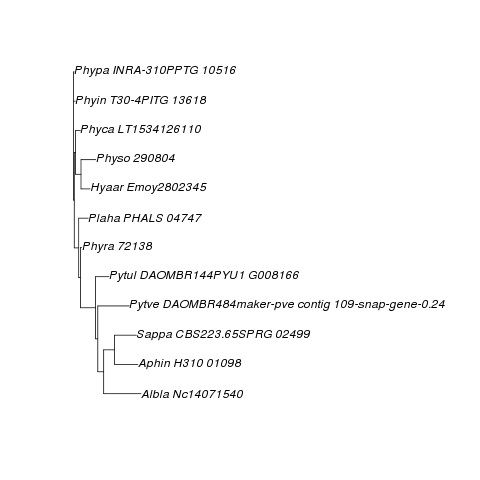 Phypa INRA-310PPTG 10516
Phyin T30-4PITG 13618
Phyca LT1534126110
Physo 290804
Hyaar Emoy2802345
Plaha PHALS 04747
Phyra 72138
Pytul DAOMBR144PYU1 G008166
Pytve DAOMBR484maker-pve contig 109-snap-gene-0.24
Sappa CBS223.65SPRG 02499
Aphin H310 01098
Albla Nc14071540